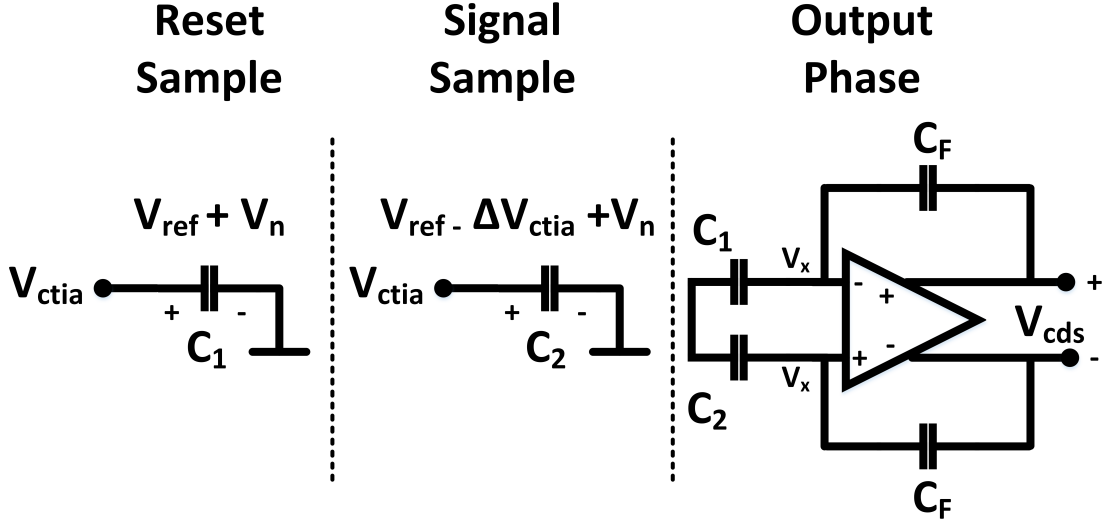 Reset
Sample
Signal
Sample
Output
Phase
Vref + Vn
Vctia
+
-
C1
Vref - ΔVctia +Vn
Vctia
+
-
C2
CF
C1
Vx
-
+
+
Vcds
+
-
-
Vx
C2
CF